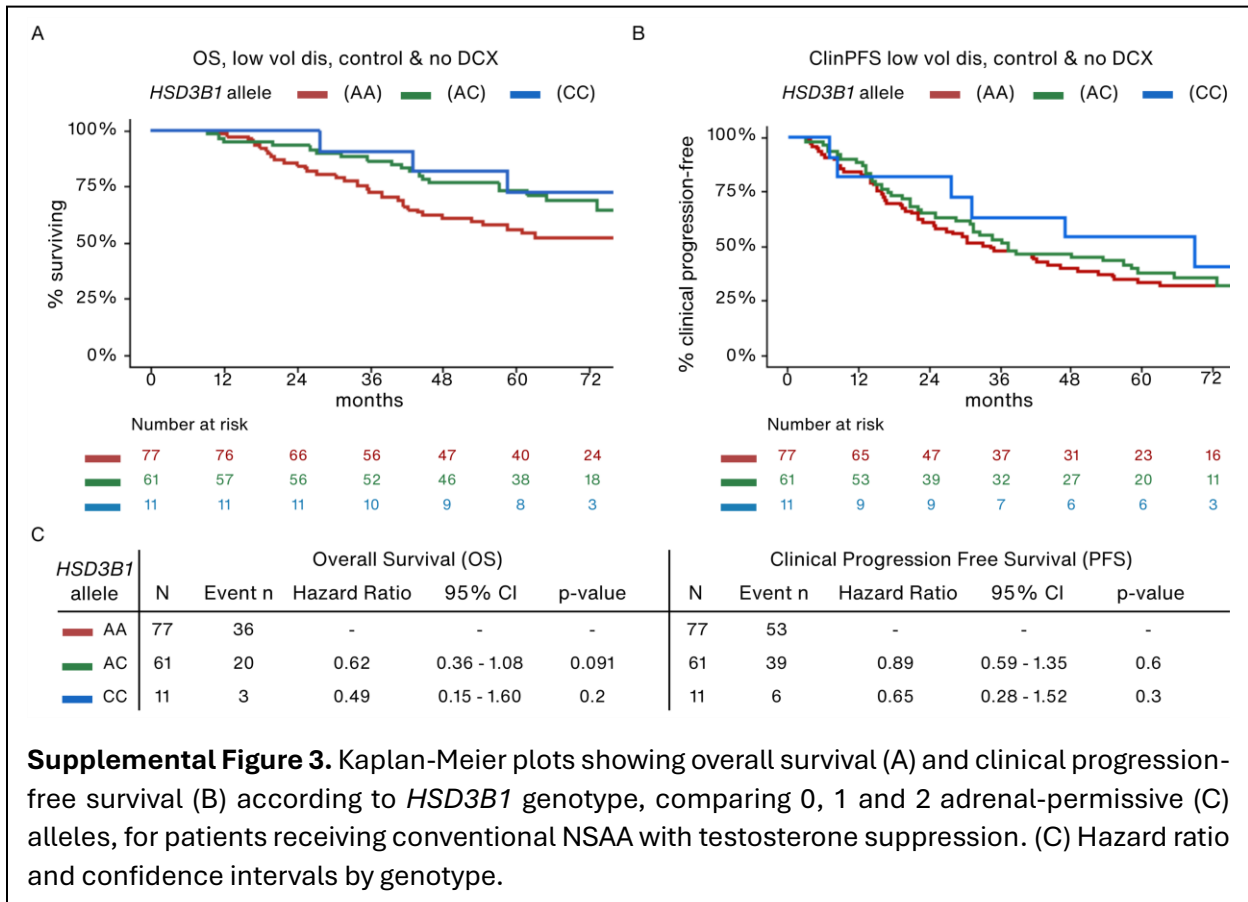 A
OS, low vol dis, control & no DCX
HSD3B1 allele (AA) (AC) (CC)
100%
75%
50%
25%
0%
% surviving
0 12 24 36 48 60 72
months
Number at risk
77 76 66 56 47 40 24
61 57 56 52 46 38 18
11 11 11 10 9 8 3
B
ClinPFS low vol dis, control & no DCX
HSD3B1 allele (AA) (AC) (CC)
100%
75%
50%
25%
0%
% clinical progression-free
0 12 24 36 48 60 72
months
Number at risk
77 65 47 37 31 23 16
61 53 39 32 27 20 11
11 9 9 7 6 6 3
C
Overall Survival (OS) Clinical Progression Free Survival (PFS)
HSD3B1 allele N Event n Hazard Ratio 95% CI p-value N Event n Hazard Ratio 95% CI p-value
AA 77 36 - - - 77 53 - - -
AC 61 20 0.62 0.36 - 1.08 0.091 61 39 0.89 0.59 - 1.35 0.6
CC 11 3 0.49 0.15 - 1.60 0.2 11 6 0.65 0.28 - 1.52 0.3
Supplemental Figure 3. Kaplan-Meier plots showing overall survival (A) and clinical progression-
free survival (B) according to HSD3B1 genotype, comparing 0, 1 and 2 adrenal-permissive (C)
alleles, for patients receiving conventional NSAA with testosterone suppression. (C) Hazard ratio
and confidence intervals by genotype.